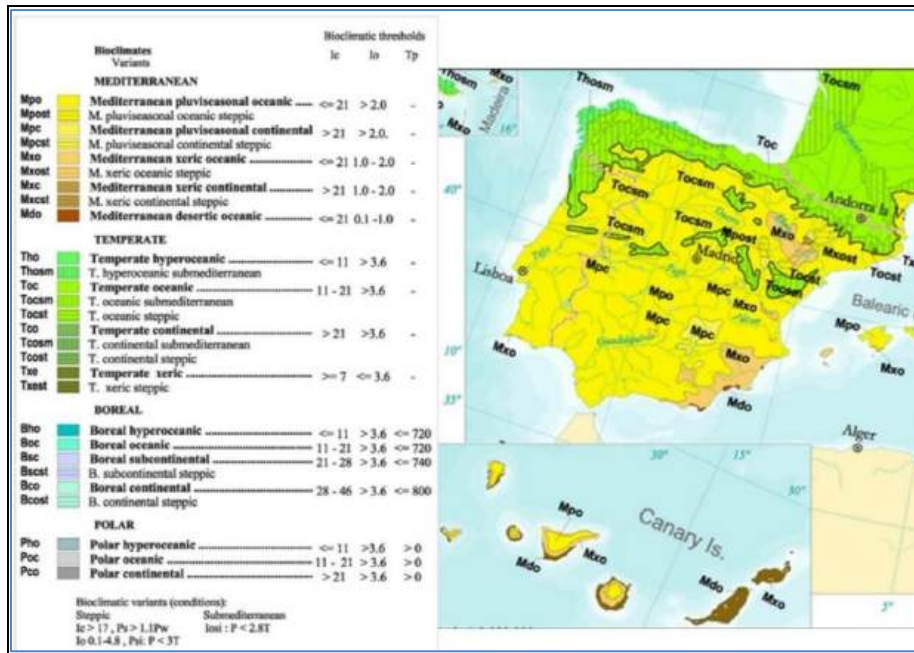 Bioclimates
Variants
Bioclimatic thresholds
Ic Io Tp
MEDITERRANEAN
Mpo Mediterranean pluviseasonal oceanic <= 21 > 2.0 -
Mpost M. pluviseasonal oceanic steppic
Mpc Mediterranean pluviseasonal continental > 21 > 2.0. -
Mpcst M. pluviseasonal continental steppic
Mxo Mediterranean xeric oceanic <= 21 1.0 - 2.0 -
Mxost M. xeric oceanic steppic
Mxc Mediterranean xeric continental > 21 1.0 - 2.0 -
Mxcst M. xeric continental steppic
Mdo Mediterranean desertic oceanic <= 21 0.1 -1.0 -
TEMPERATE
Tho Temperate hyperoceanic <= 11 > 3.6 -
Thosm T. hyperoceanic submediterranean
Toc Temperate oceanic 11 - 21 >3.6 -
Tocsm T. oceanic submediterranean
Tocst T. oceanic steppic
Tco Temperate continental > 21 >3.6 -
Tcosm T. continental submediterranean
Tcost T. continental steppic
Txe Temperate xeric >= 7 <= 3.6 -
Txest T. xeric steppic
BOREAL
Bho Boreal hyperoceanic <= 11 > 3.6 <= 720
Boc Boreal oceanic 11 - 21 > 3.6 <= 720
Bsc Boreal subcontinental 21 - 28 > 3.6 <= 740
Bscst B. subcontinental steppic
Bco Boreal continental 28 - 46 > 3.6 <= 800
Bcost B. continental steppic
POLAR
Pho Polar hyperoceanic <= 11 >3.6 > 0
Poc Polar oceanic 11 - 21 > 3.6 > 0
Pco Polar continental > 21 > 3.6 > 0
Bioclimatic variants (conditions):
Steppic Submediterranean
Ic > 17 , Ps > 1.1Pw Iosi : P < 2.8T
Io 0.1-4.8 , Psi: P < 3T
Thosm
Mxo
Madeira
Mxo
16°
Thosm
Tocsm
Toc
40°
Tocsm
Tocsm
Andorra la
Tocsm
Tocsm
Mpost
Mxo
Mxost
Madrid
Lisboa
Tajo
Mpc
Tocst
Tocst
Tocsm
Balearic
Mpo
Mpc
Mxo
Mpo
Mpc
Mpc
Mxo
10°
Guadalquivir
Mxo
Mxo
Mdo
35°
Alger
30°
15°
30°
Mpo
Canary Is.
Mdo
Mxo
Mdo
Mxo
5°